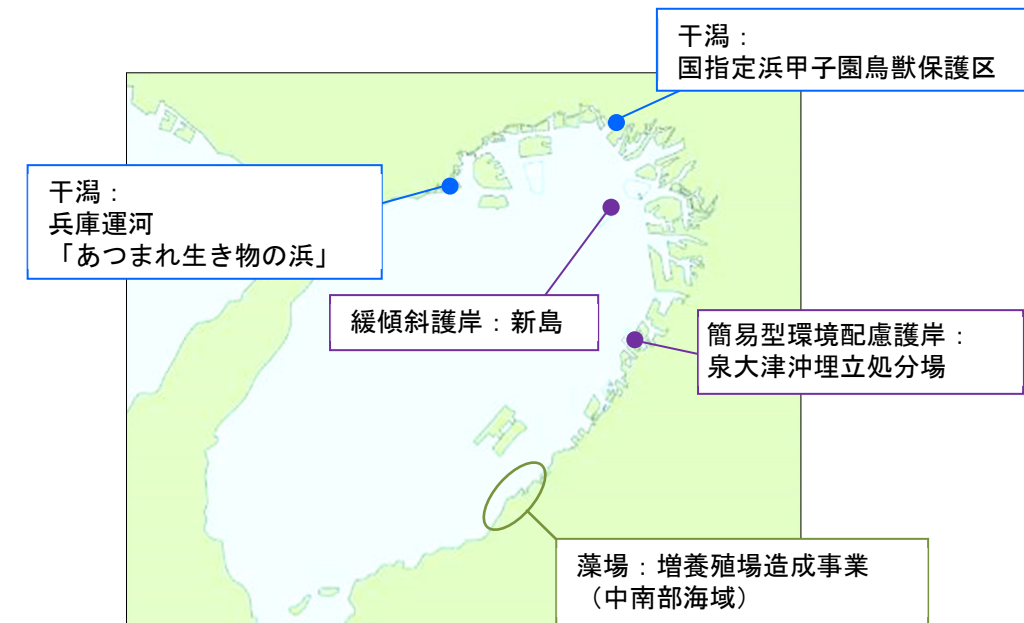 干潟：
国指定浜甲子園鳥獣保護区
干潟：
兵庫運河
「あつまれ生き物の浜」
緩傾斜護岸：新島
簡易型環境配慮護岸：
泉大津沖埋立処分場
藻場：増養殖場造成事業
（中南部海域）